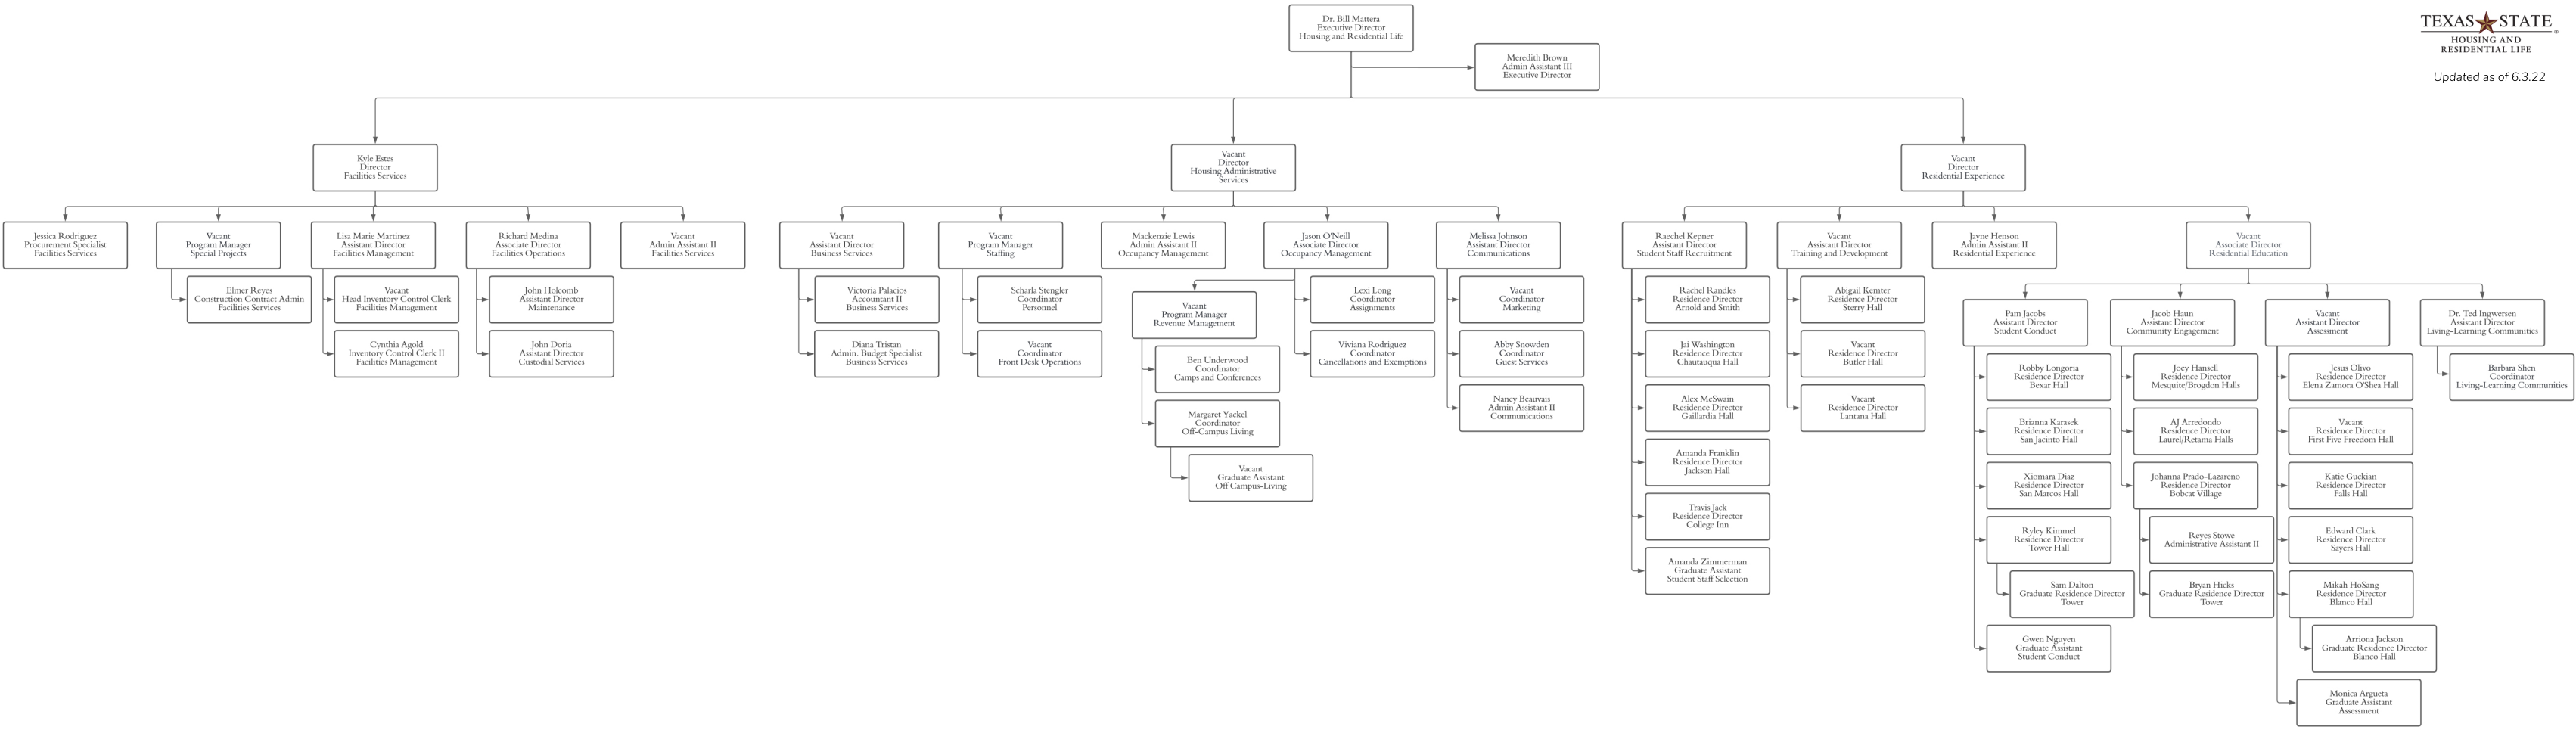 Dr. Bill Mattera
Executive Director
Housing and Residential Life
Meredith Brown
Admin Assistant III
Executive Director
TEXAS STATE
®
HOUSING AND
RESIDENTIAL LIFE
Updated as of 6.3.22
Kyle Estes
Director
Facilities Services
Vacant
Director
Housing Administrative
Services
Vacant
Director
Residential Experience
Jessica Rodriguez
Procurement Specialist
Facilities Services
Vacant
Program Manager
Special Projects
Elmer Reyes
Construction Contract Admin
Facilities Services
Lisa Marie Martinez
Assistant Director
Facilities Management
Vacant
Head Inventory Control Clerk
Facilities Management
Cynthia Agold
Inventory Control Clerk II
Facilities Management
Richard Medina
Associate Director
Facilities Operations
John Holcomb
Assistant Director
Maintenance
John Doria
Assistant Director
Custodial Services
Vacant
Admin Assistant II
Facilities Services
Vacant
Assistant Director
Business Services
Victoria Palacios
Accountant II
Business Services
Diana Tristan
Admin. Budget Specialist
Business Services
Vacant
Program Manager
Staffing
Scharla Stengler
Coordinator
Personnel
Vacant
Coordinator
Front Desk Operations
Mackenzie Lewis
Admin Assistant II
Occupancy Management
Jason O'Neill
Associate Director
Occupancy Management
Vacant
Program Manager
Revenue Management
Ben Underwood
Coordinator
Camps and Conferences
Margaret Yackel
Coordinator
Off-Campus Living
Vacant
Graduate Assistant
Off Campus-Living
Lexi Long
Coordinator
Assignments
Viviana Rodriguez
Coordinator
Cancellations and Exemptions
Melissa Johnson
Assistant Director
Communications
Vacant
Coordinator
Marketing
Abby Snowden
Coordinator
Guest Services
Nancy Beauvais
Admin Assistant II
Communications
Raechel Kepner
Assistant Director
Student Staff Recruitment
Rachel Randles
Residence Director
Arnold and Smith
Jai Washington
Residence Director
Chautauqua Hall
Alex McSwain
Residence Director
Gaillardia Hall
Amanda Franklin
Residence Director
Jackson Hall
Travis Jack
Residence Director
College Inn
Amanda Zimmerman
Graduate Assistant
Student Staff Selection
Vacant
Assistant Director
Training and Development
Abigail Kemter
Residence Director
Sterry Hall
Vacant
Residence Director
Butler Hall
Vacant
Residence Director
Lantana Hall
Jayne Henson
Admin Assistant II
Residential Experience
Vacant
Associate Director
Residential Education
Pam Jacobs
Assistant Director
Student Conduct
Robby Longoria
Residence Director
Bexar Hall
Brianna Karasek
Residence Director
San Jacinto Hall
Xiomara Diaz
Residence Director
San Marcos Hall
Ryley Kimmel
Residence Director
Tower Hall
Sam Dalton
Graduate Residence Director
Tower
Gwen Nguyen
Graduate Assistant
Student Conduct
Jacob Haun
Assistant Director
Community Engagement
Joey Hansell
Residence Director
Mesquite/Brogdon Halls
AJ Arredondo
Residence Director
Laurel/Retama Halls
Johanna Prado-Lazareno
Residence Director
Bobcat Village
Reyes Stowe
Administrative Assistant II
Bryan Hicks
Graduate Residence Director
Tower
Vacant
Assistant Director
Assessment
Jesus Olivo
Residence Director
Elena Zamora O'Shea Hall
Vacant
Residence Director
First Five Freedom Hall
Katie Guckian
Residence Director
Falls Hall
Edward Clark
Residence Director
Sayers Hall
Mikah HoSang
Residence Director
Blanco Hall
Arriona Jackson
Graduate Residence Director
Blanco Hall
Monica Argueta
Graduate Assistant
Assessment
Dr. Ted Ingwersen
Assistant Director
Living-Learning Communities
Barbara Shen
Coordinator
Living-Learning Communities